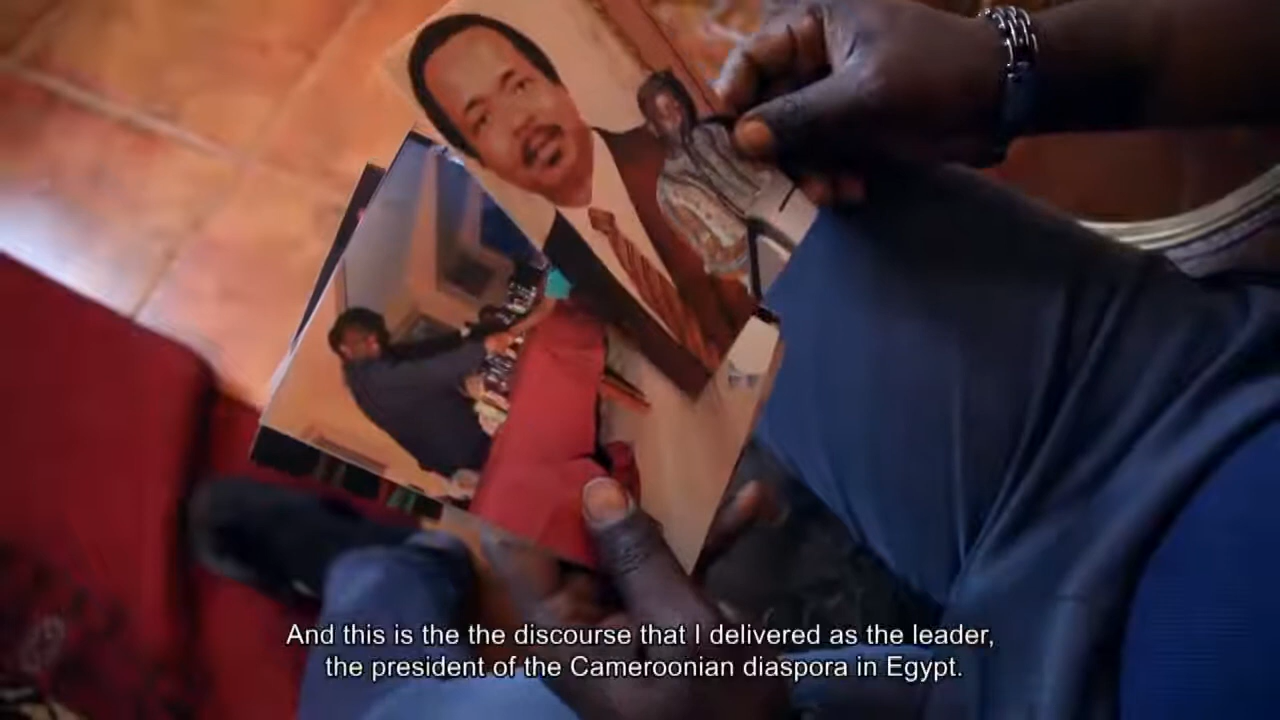 And this is the the discourse that I delivered as the leader,
the president of the Cameroonian diaspora in Egypt.